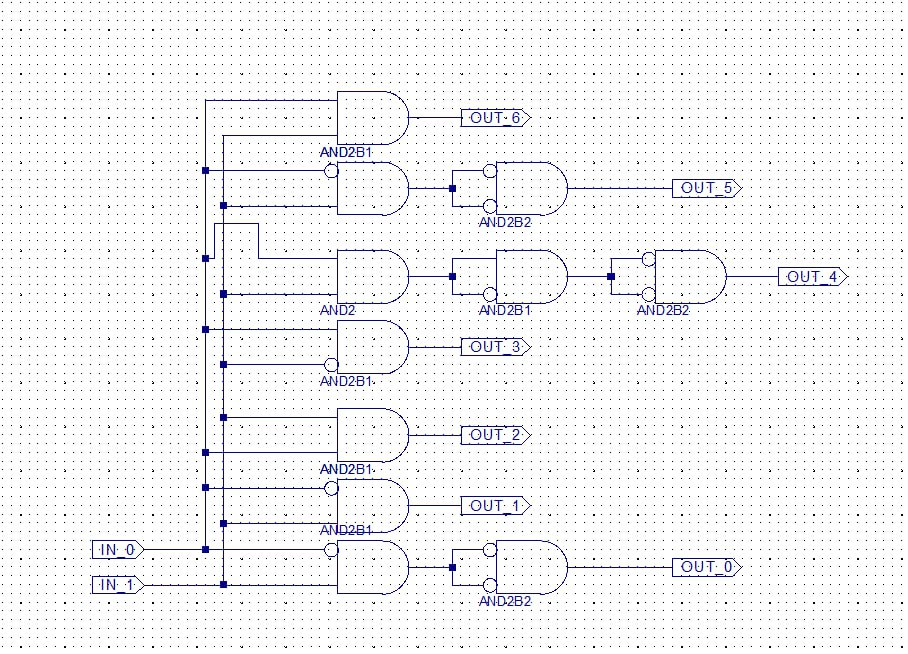 OUT_6
AND2B1
OUT_5
AND2B2
OUT_4
AND2
AND2B1
AND2B2
OUT_3
AND2B1
OUT_2
AND2B1
OUT_1
AND2B1
IN_0
OUT_0
IN_1
AND2B2